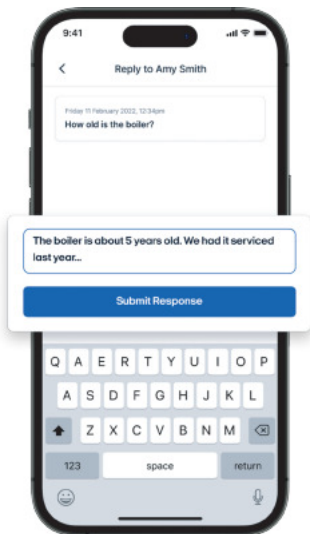 9:41
Reply to Amy Smith
Friday 11 February 2022, 12:34pm
How old is the boiler?
The boiler is about 5 years old. We had it serviced
last year...
Submit Response
Q A E R T Y U I O P
A S D F G H J K L
Z X C V B N M
123 space return